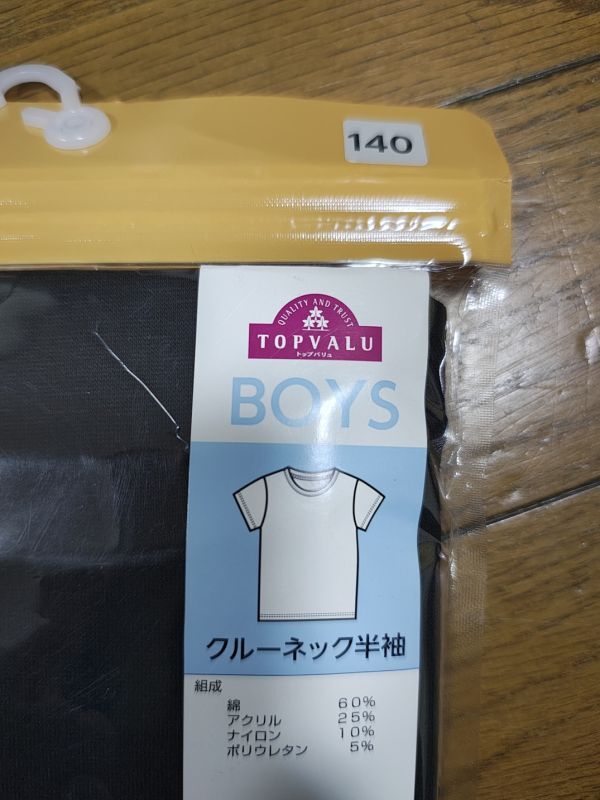 140
QUALITY AND TRUST
TOPVALU
トップバリュ
BOYS
クルーネック半袖
組成
綿 60%
アクリル 25%
ナイロン 10%
ポリウレタン 5%